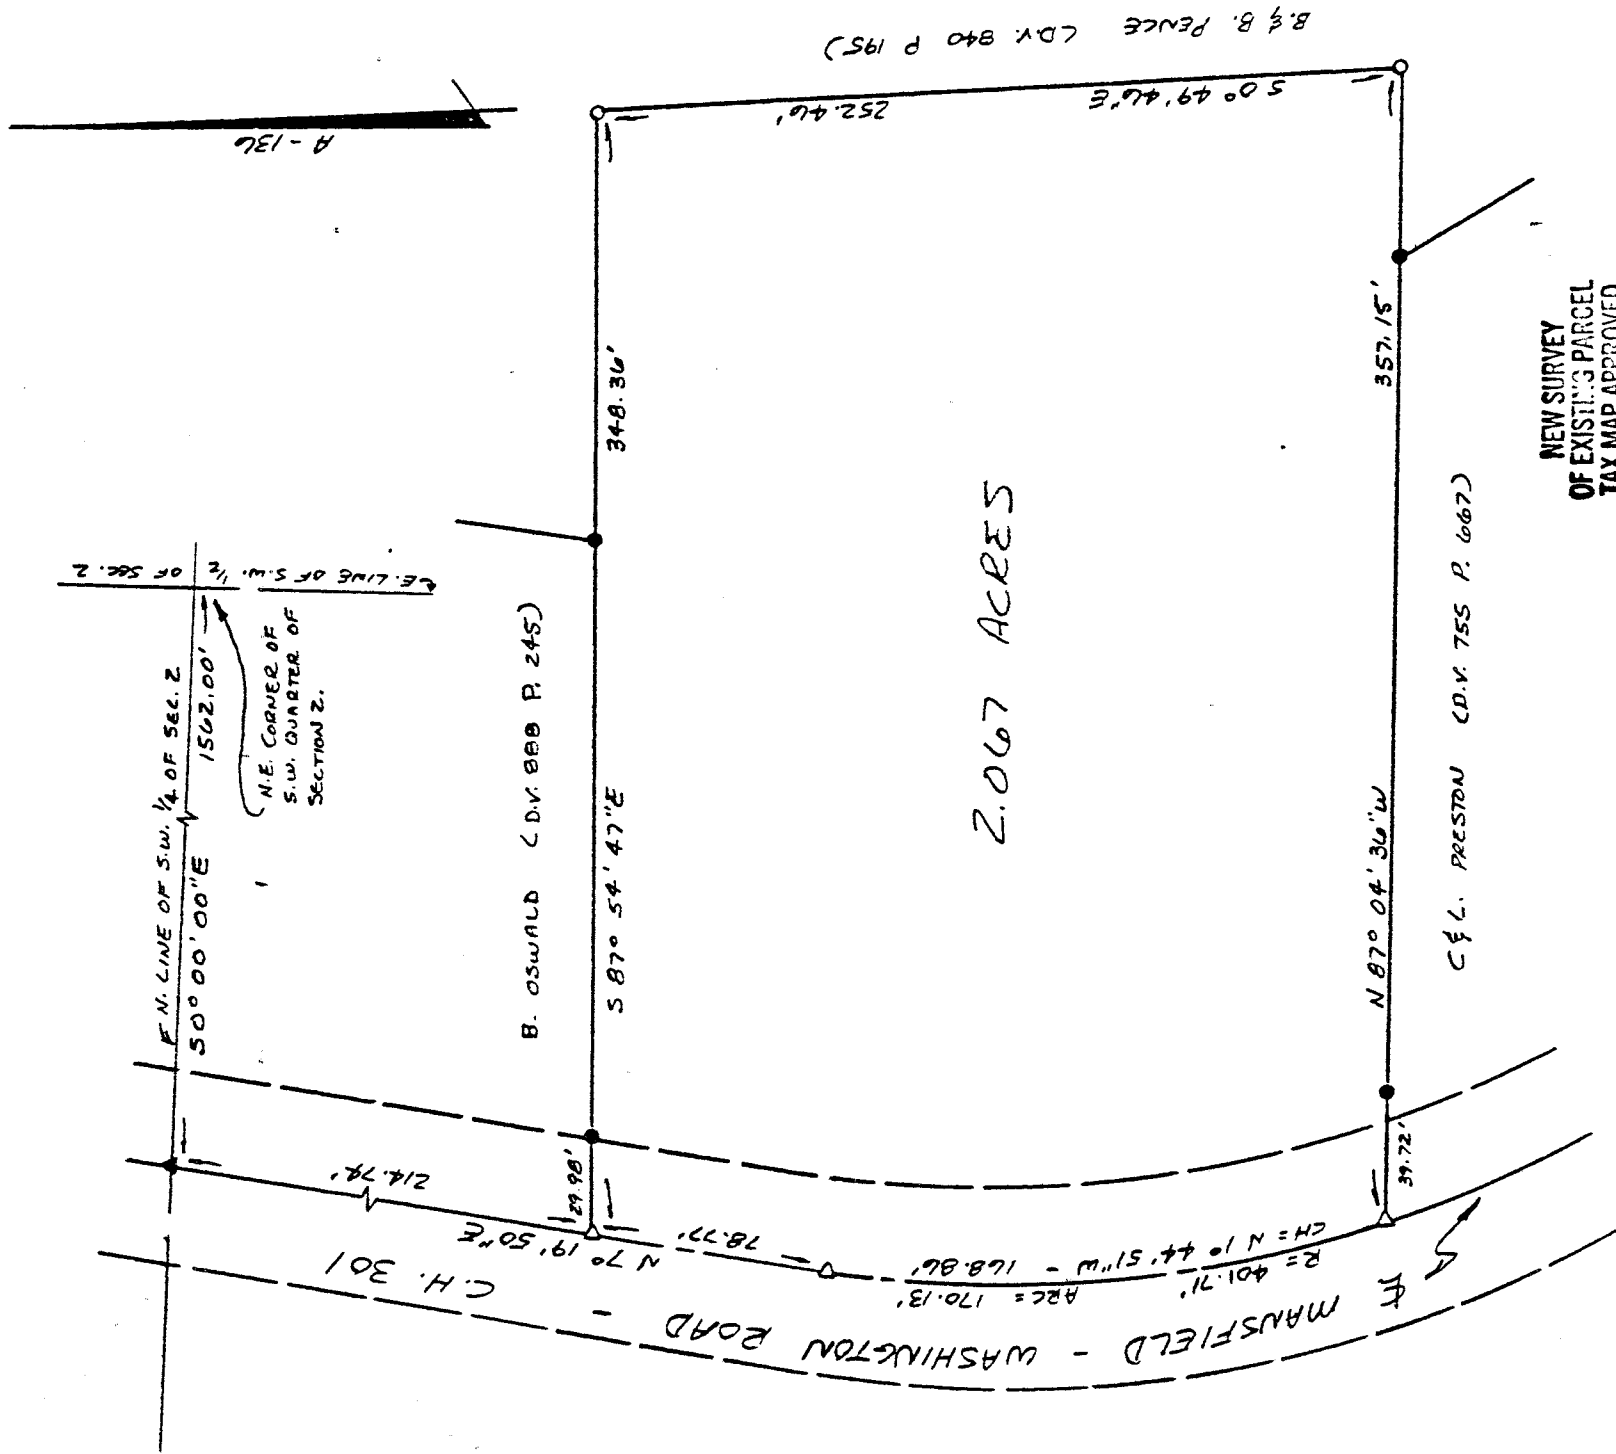 B. & B. PENCE (D.V. 840 P 195)
A-136
252.46'
S 0° 49' 46" E
℄ E. LINE OF S.W. ½ OF SEC. 2
N. LINE OF S.W. ¼ OF SEC. 2
S 0° 00' 00" E
1562.00'
N.E. CORNER OF
S.W. QUARTER OF
SECTION 2.
B. OSWALD (D.V. 888 P. 245)
S 87° 54' 47" E
348.36'
2.067 ACRES
N 87° 04' 36" W
357.15'
C & L. PRESTON (D.V. 755 P. 667)
NEW SURVEY
OF EXISTING PARCEL
TAX MAP APPROVED
214.74'
29.98'
39.72'
N 7° 19' 50" E
78.77'
R = 401.71'
ARC = 170.13'
CH = N 1° 44' 51" W - 168.86'
℄ MANSFIELD - WASHINGTON ROAD - C.H. 301